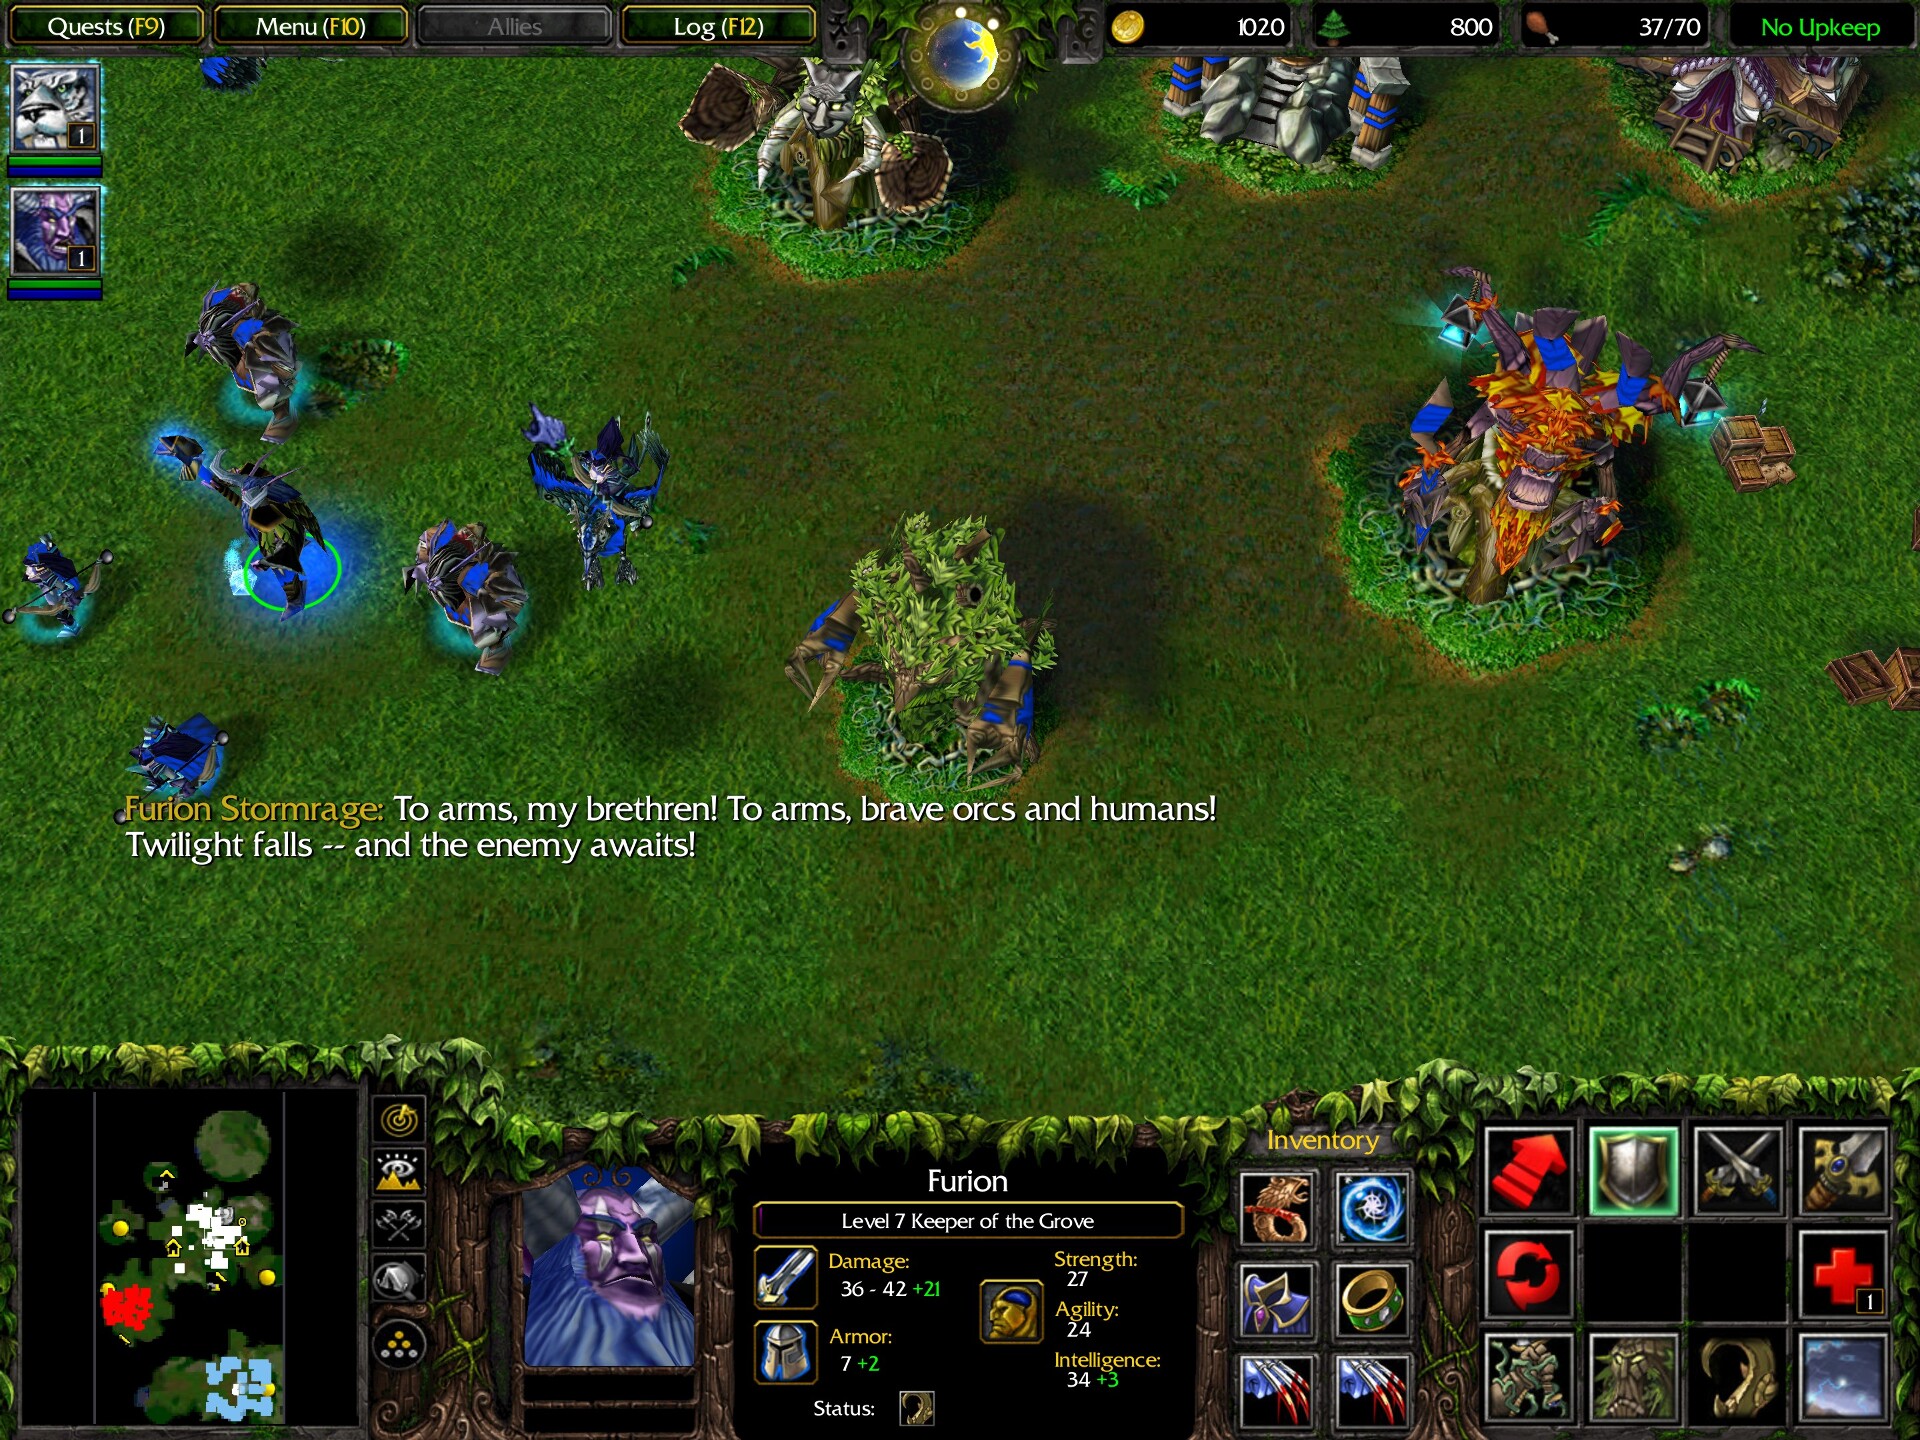 Quests (F9) Menu (F10) Allies Log (F12) 1020 800 37/70 No Upkeep
1
1
Furion Stormrage: To arms, my brethren! To arms, brave orcs and humans!
Twilight falls -- and the enemy awaits!
Furion
Level 7 Keeper of the Grove
Damage:
36 - 42 +21
Armor:
7 +2
Strength:
27
Agility:
24
Intelligence:
34 +3
Status:
Inventory
1